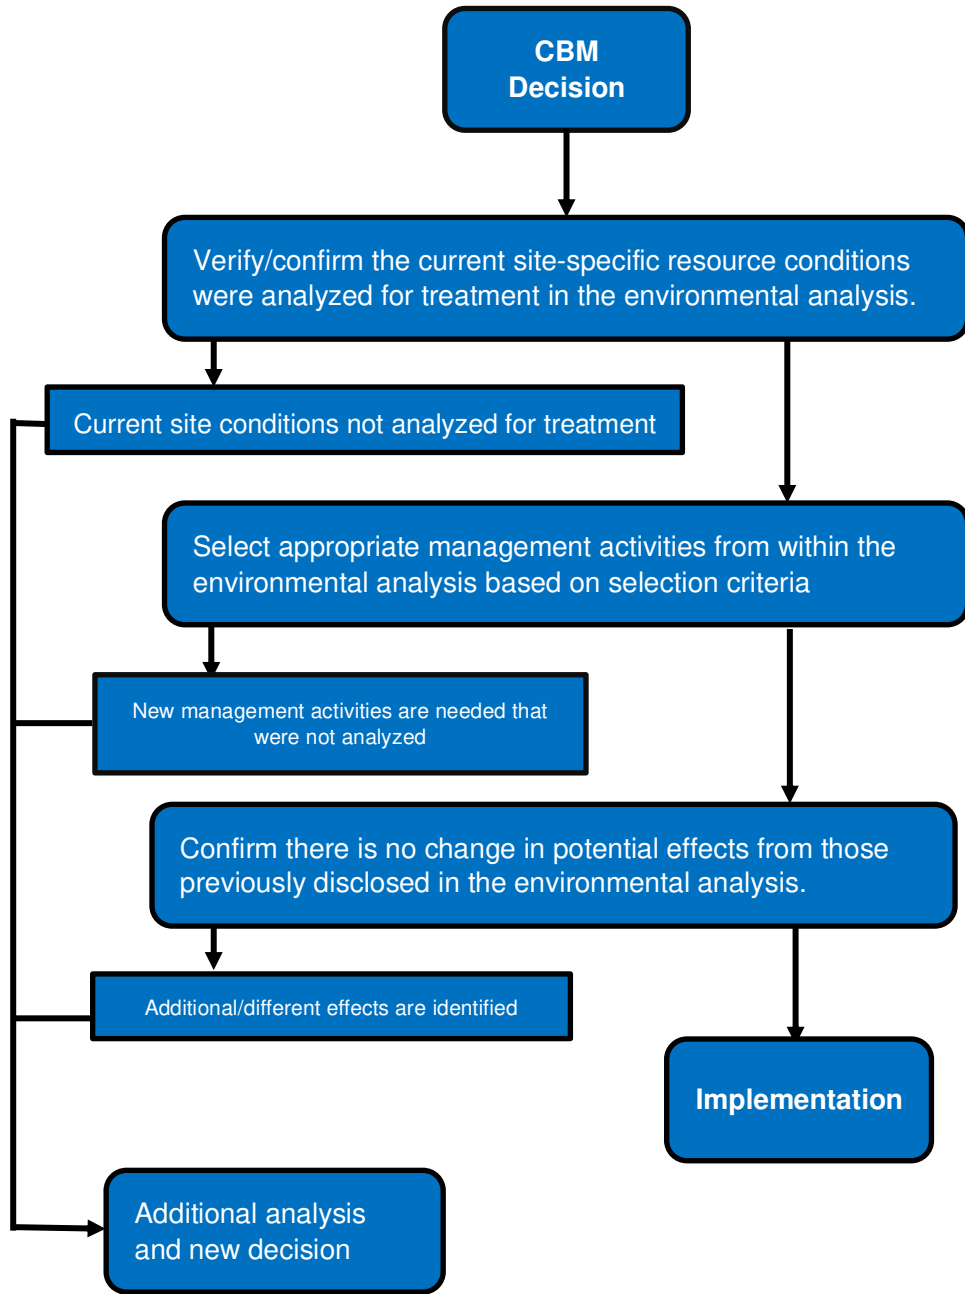 CBM
Decision
Verify/confirm the current site-specific resource conditions
were analyzed for treatment in the environmental analysis.
Current site conditions not analyzed for treatment
Select appropriate management activities from within the
environmental analysis based on selection criteria
New management activities are needed that
were not analyzed
Confirm there is no change in potential effects from those
previously disclosed in the environmental analysis.
Additional/different effects are identified
Implementation
Additional analysis
and new decision